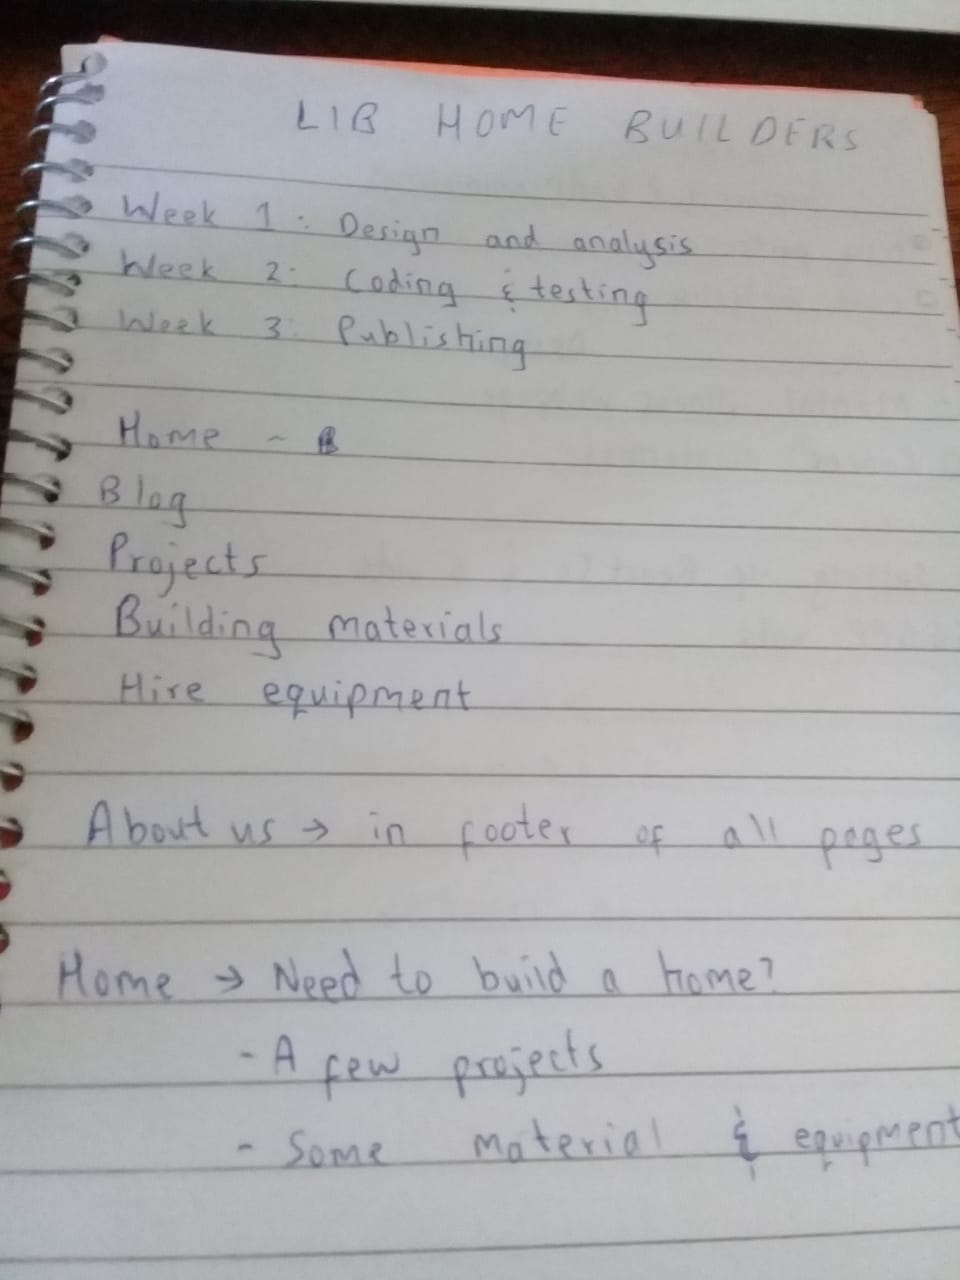 LIB HOME BUILDERS
Week 1: Design and analysis
Week 2: Coding & testing
Week 3: Publishing
Home -
Blog
Projects
Building materials
Hire equipment
About us → in footer of all pages
Home → Need to build a home?
- A few projects
- Some material & equipment